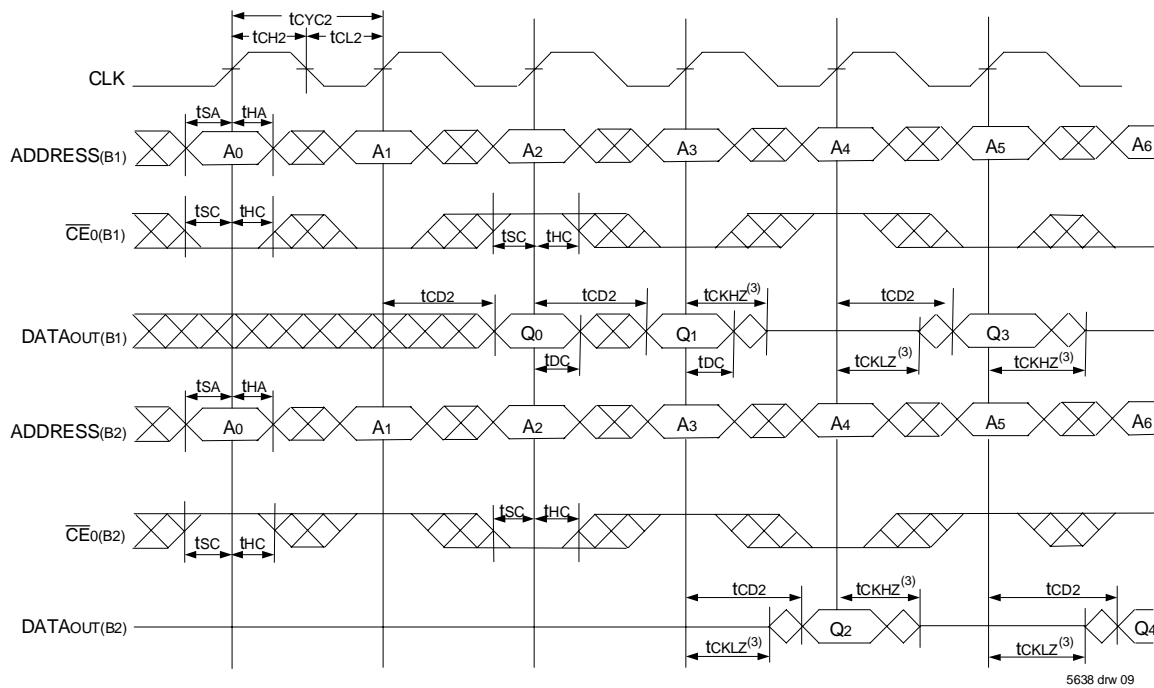 tCYC2
tCH2 tCL2
CLK
tSA tHA
ADDRESS(B1) A0 A1 A2 A3 A4 A5 A6
tSC tHC
CE0(B1)
tSC tHC
tCD2 tCD2 tCKHZ(3) tCD2
DATAOUT(B1) Q0 Q1 Q3
tDC tDC tCKLZ(3) tCKHZ(3)
tSA tHA
ADDRESS(B2) A0 A1 A2 A3 A4 A5 A6
tSC tHC
CE0(B2)
tSC tHC
tCD2 tCKHZ(3) tCD2
DATAOUT(B2) Q2 Q4
tCKLZ(3) tCKLZ(3)
5638 drw 09